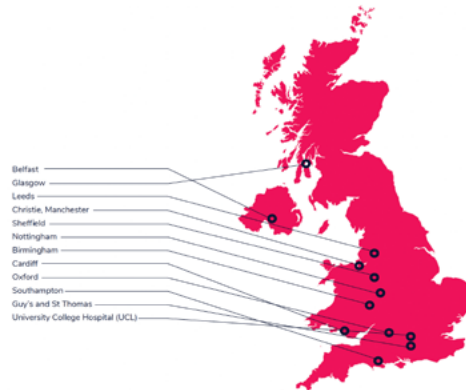 Belfast
Glasgow
Leeds
Christie, Manchester
Sheffield
Nottingham
Birmingham
Cardiff
Oxford
Southampton
Guy's and St Thomas
University College Hospital (UCL)